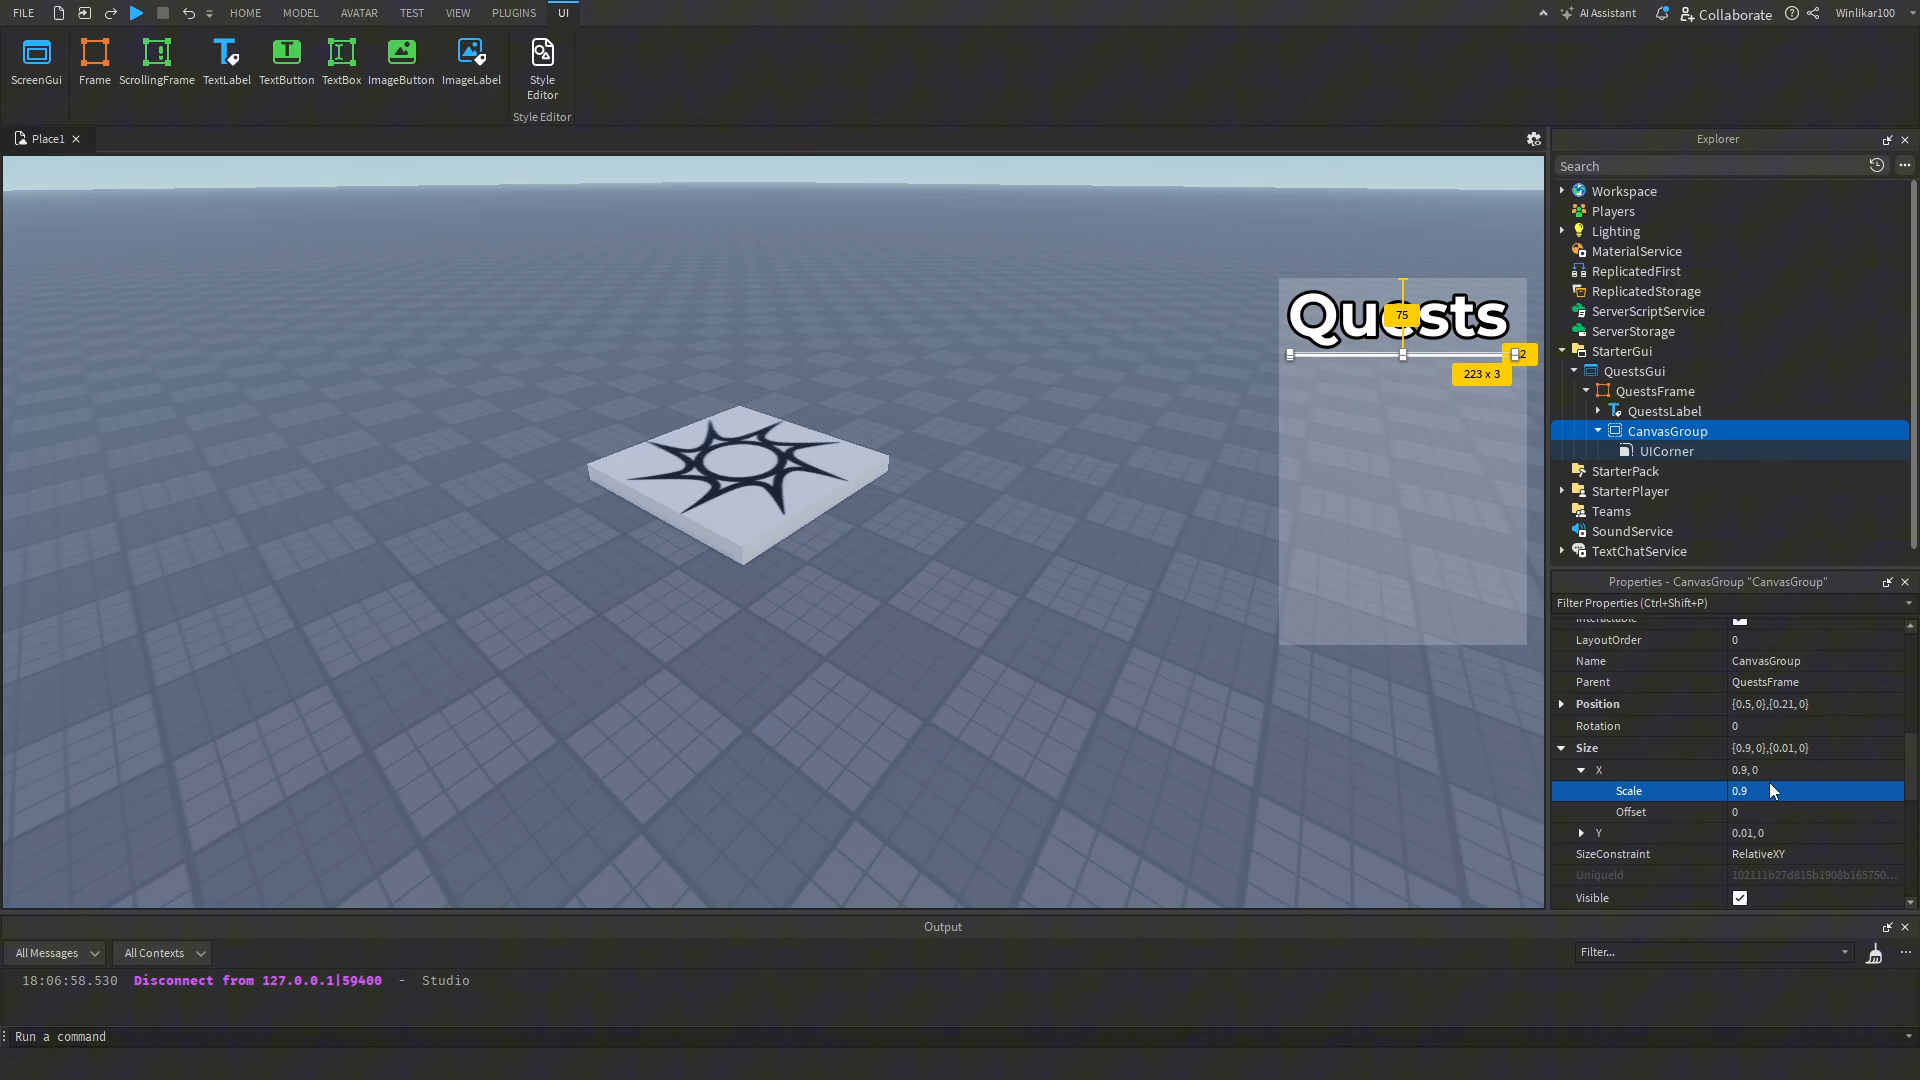 FILE HOME MODEL AVATAR TEST VIEW PLUGINS UI AI Assistant Collaborate Winlikar100
ScreenGui Frame ScrollingFrame TextLabel TextButton TextBox ImageButton ImageLabel Style
Editor
Style Editor
Place1
Explorer
Search
Workspace
Players
Lighting
MaterialService
ReplicatedFirst
ReplicatedStorage
ServerScriptService
ServerStorage
StarterGui
QuestsGui
QuestsFrame
QuestsLabel
CanvasGroup
UICorner
StarterPack
StarterPlayer
Teams
SoundService
TextChatService
Quests
75
2
223 x 3
Properties - CanvasGroup "CanvasGroup"
Filter Properties (Ctrl+Shift+P)
Interactable
LayoutOrder 0
Name CanvasGroup
Parent QuestsFrame
Position {0.5, 0},{0.21, 0}
Rotation 0
Size {0.9, 0},{0.01, 0}
X 0.9, 0
Scale 0.9
Offset 0
Y 0.01, 0
SizeConstraint RelativeXY
UniqueId 102111b27d815b1908b165750...
Visible
Output
All Messages All Contexts Filter...
18:06:58.530 Disconnect from 127.0.0.1|59400 - Studio
Run a command